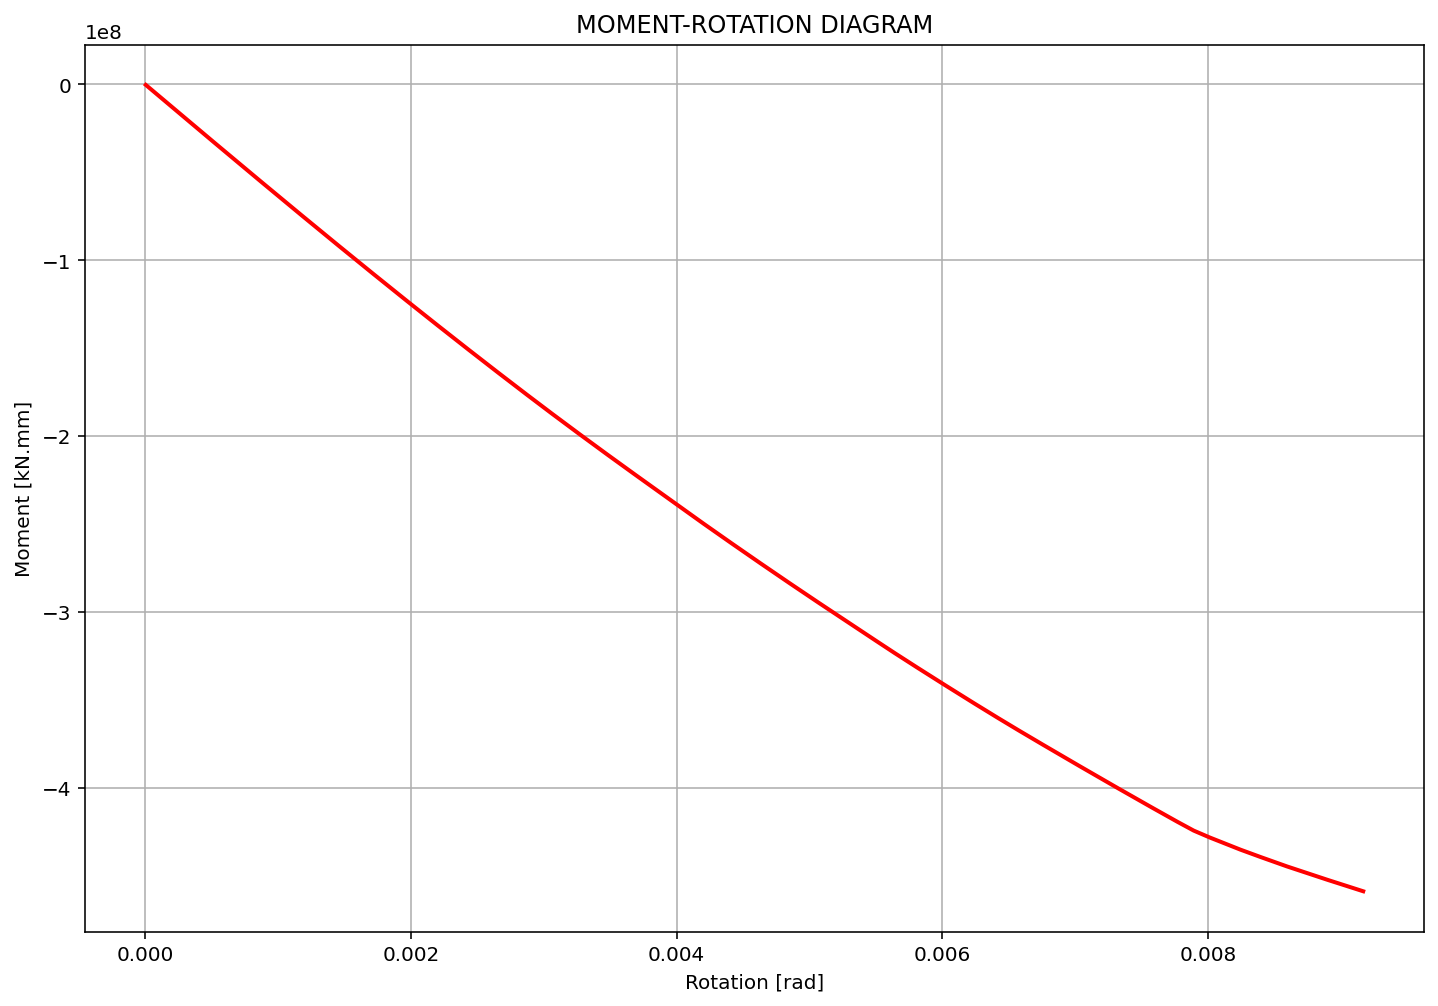 MOMENT-ROTATION DIAGRAM
1e8
0
−1
−2
−3
−4
Moment [kN.mm]
0.000 0.002 0.004 0.006 0.008
Rotation [rad]